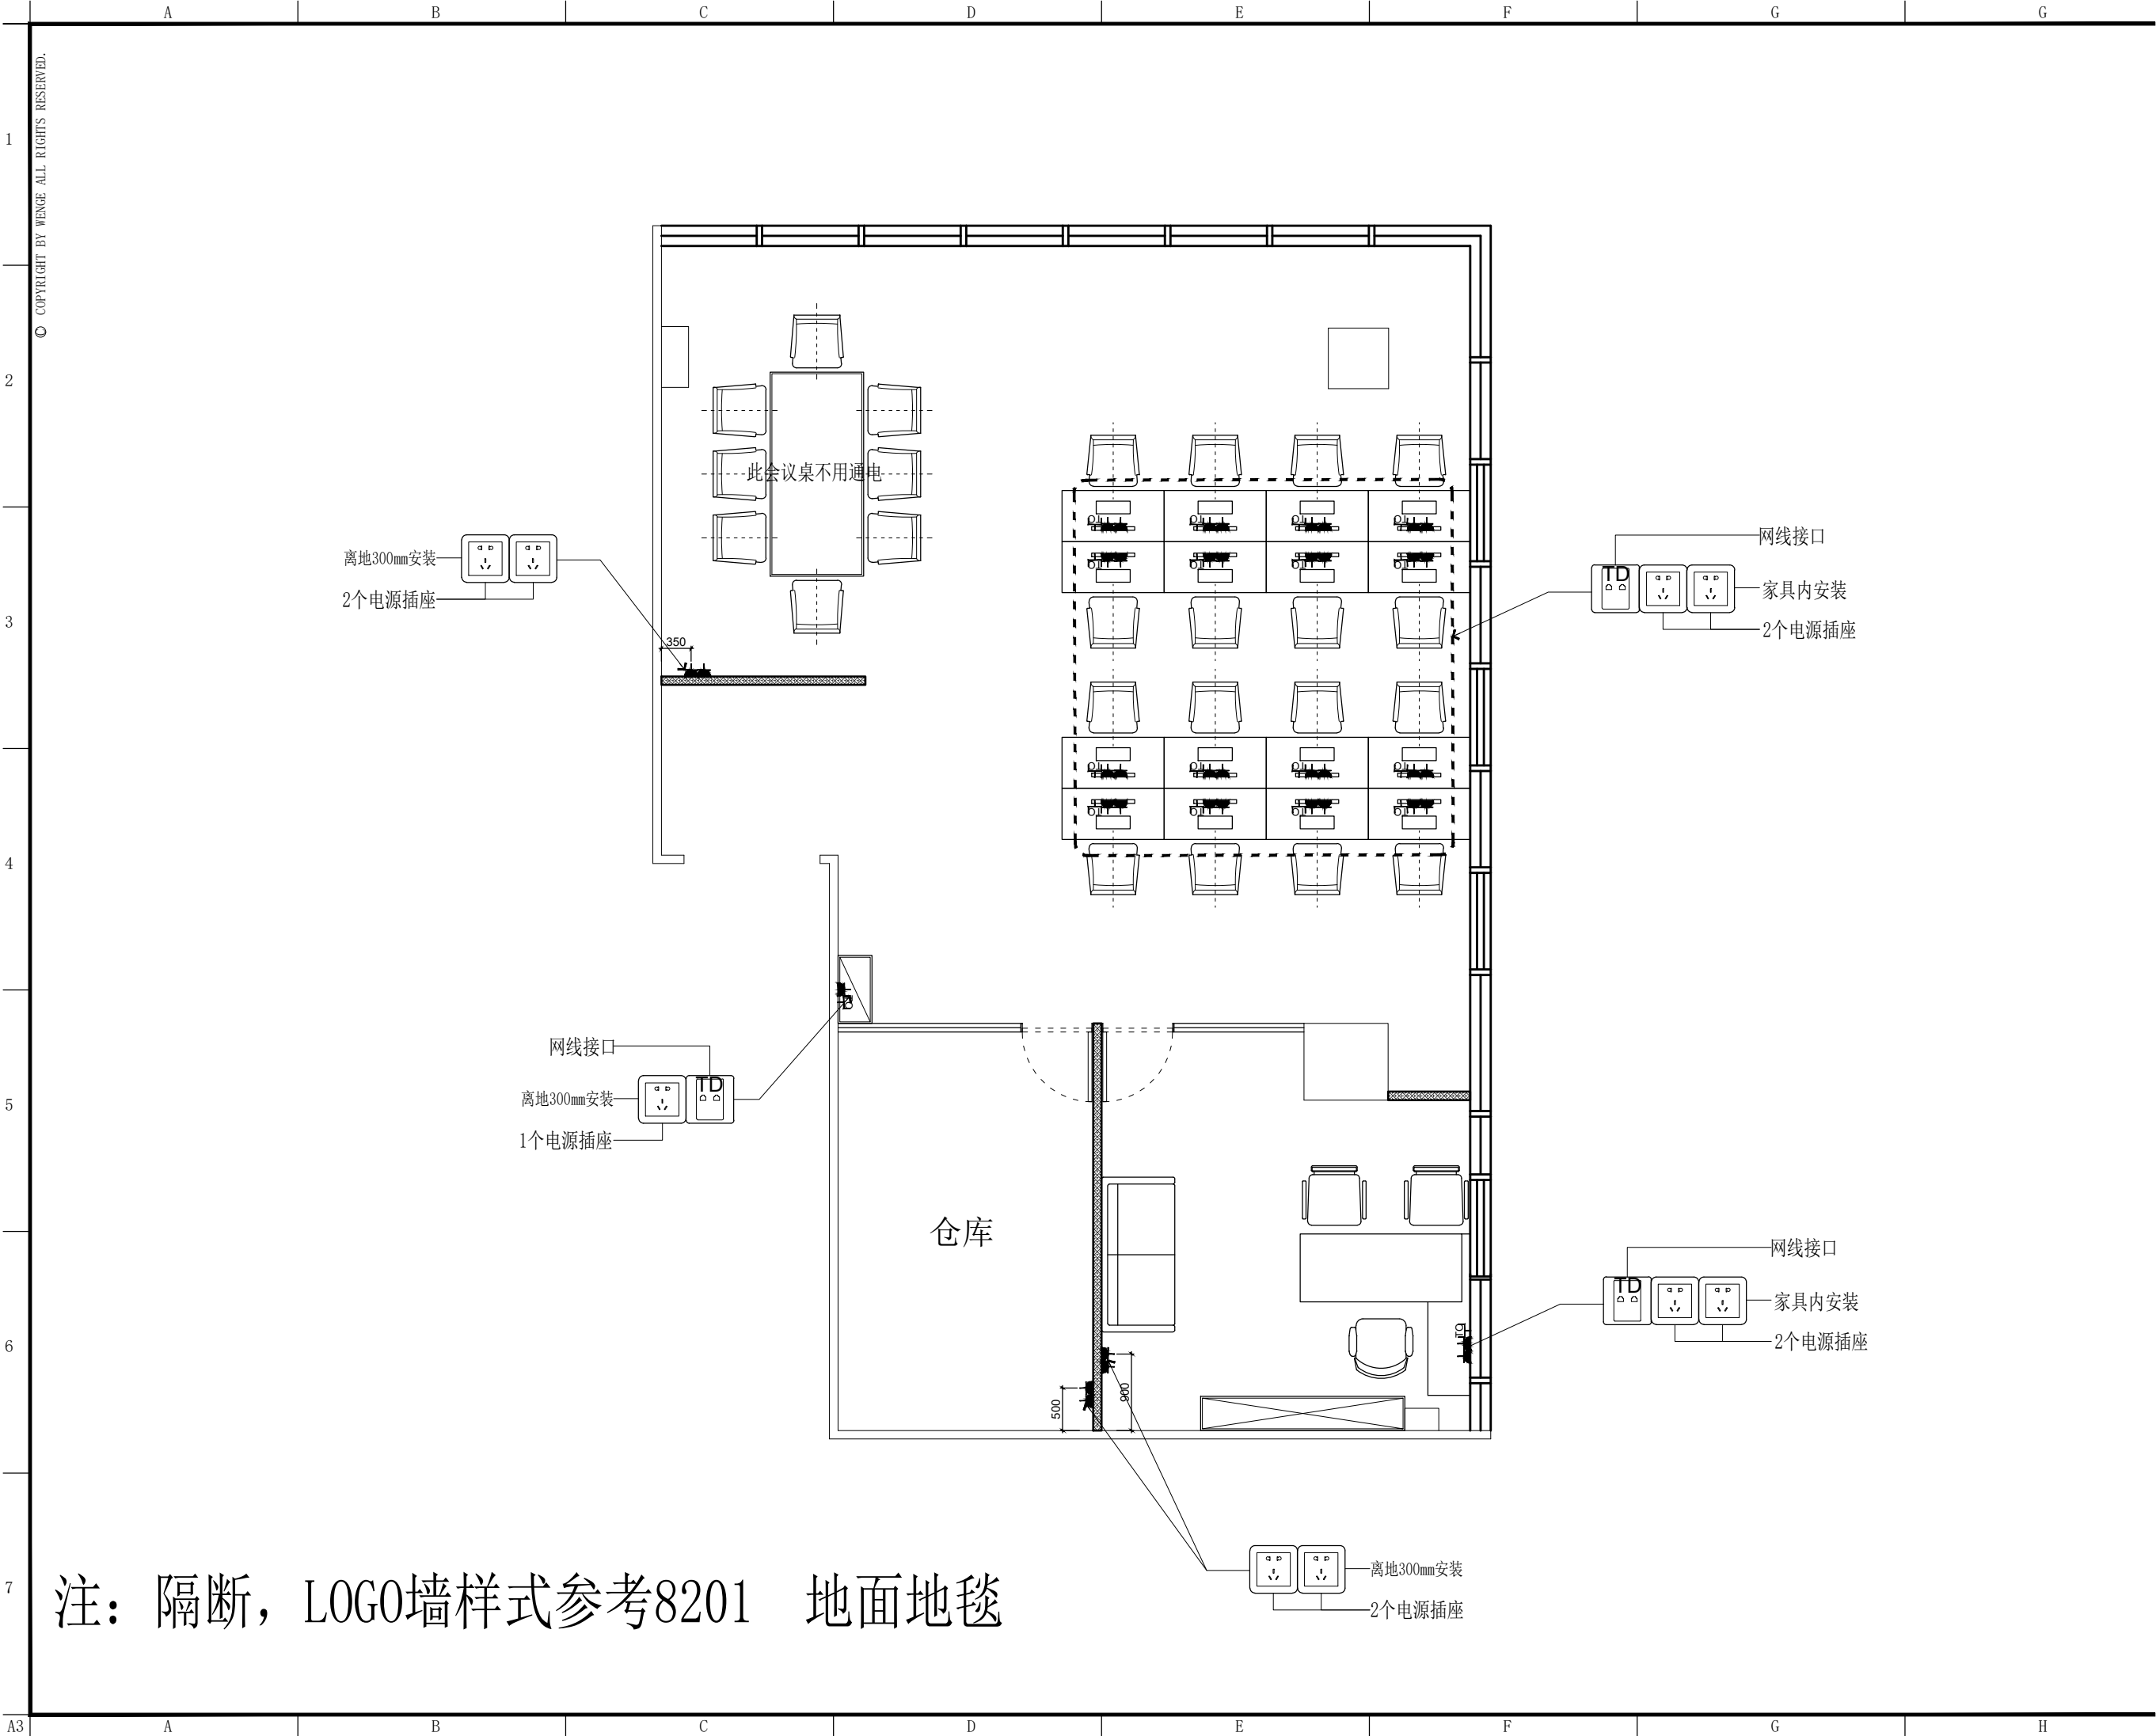 A B C D E F G G
© COPYRIGHT BY WENGE ALL RIGHTS RESERVED.
1
2
3
4
5
6
7
此会议桌不用通电
离地300mm安装
2个电源插座
350
TD
网线接口
家具内安装
2个电源插座
TD
网线接口
离地300mm安装
1个电源插座
TD
仓库
网线接口
家具内安装
2个电源插座
TD
500
900
离地300mm安装
2个电源插座
注：隔断，LOGO墙样式参考8201 地面地毯
A3 A B C D E F G H